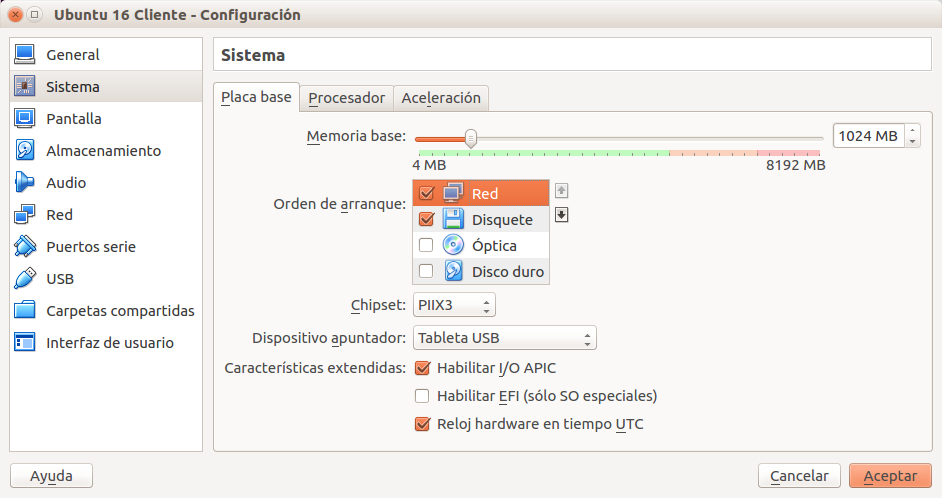 Ubuntu 16 Cliente - Configuración
General
Sistema
Pantalla
Almacenamiento
Audio
Red
Puertos serie
USB
Carpetas compartidas
Interfaz de usuario
Sistema
Placa base Procesador Aceleración
Memoria base: 1024 MB
4 MB 8192 MB
Orden de arranque:
Red
Disquete
Óptica
Disco duro
Chipset: PIIX3
Dispositivo apuntador: Tableta USB
Características extendidas: Habilitar I/O APIC
Habilitar EFI (sólo SO especiales)
Reloj hardware en tiempo UTC
Ayuda Cancelar Aceptar